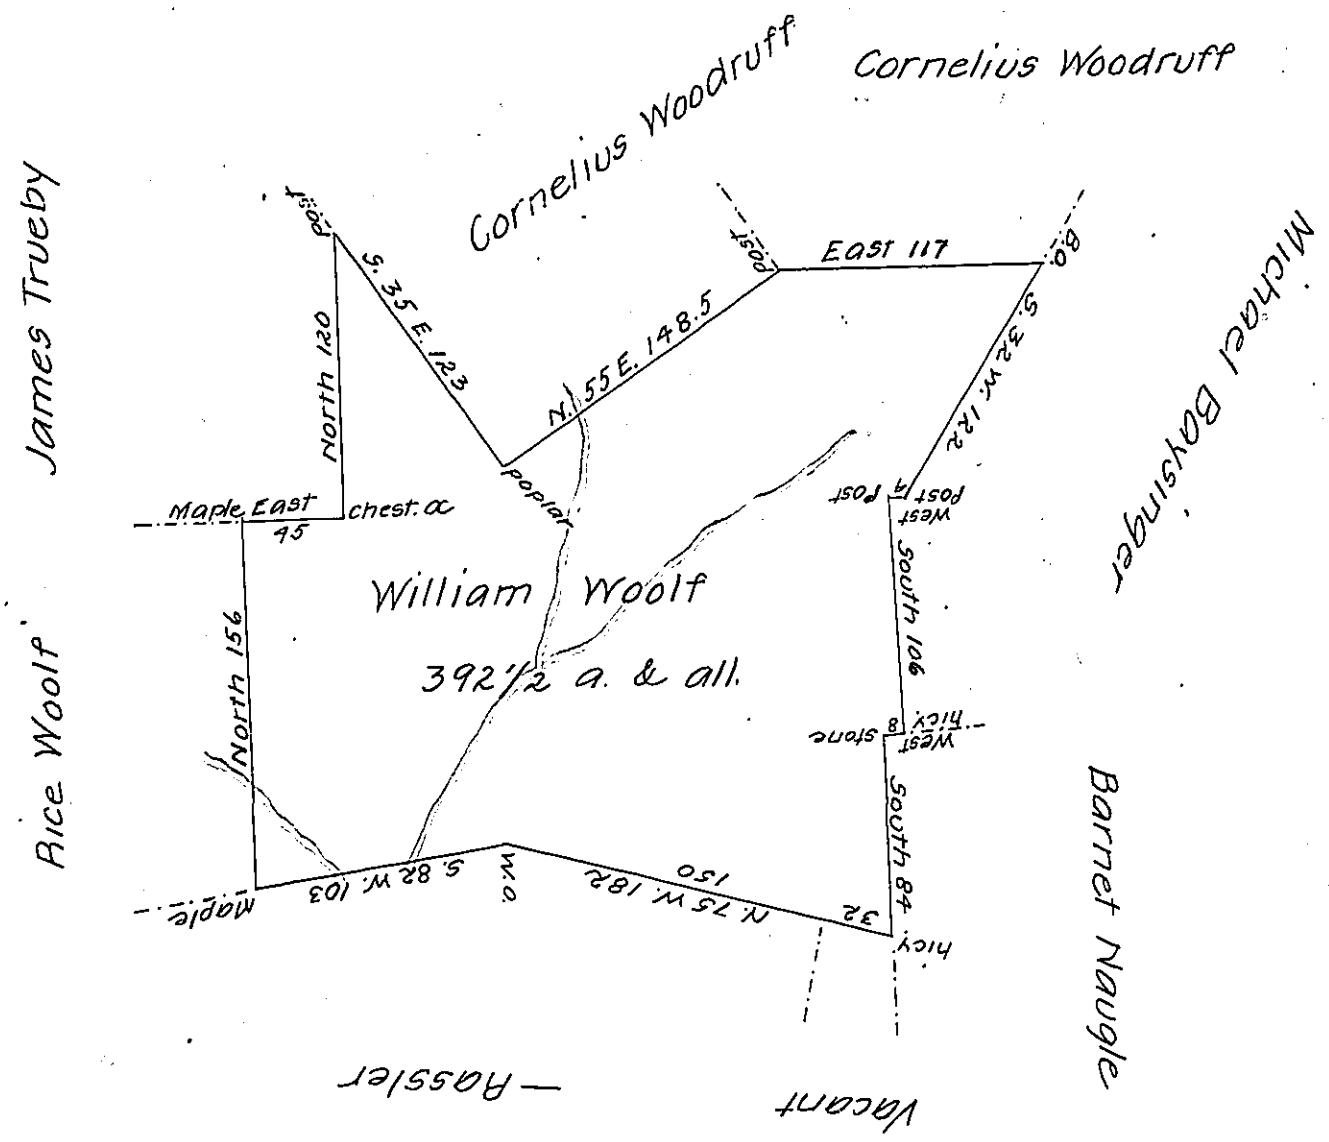 Cornelius Woodruff
Cornelius Woodruff
James Trueby
Michael Baysinger
Post
S. 35 E. 123
North 120
N. 55 E. 148.5
Post
East 117
B.O.
S. 32 W. 122
Maple East
45
chest. oc
poplar
Post
9
Post
West
South 106
William Woolf
392 1/2 a. & all.
Rice Woolf
North 156
hicy.
8
West
stone
South 84
Barnet Naugle
Maple
S. 82 W. 103
W.O.
N. 75 W. 182
150
32
hicy
— Rassler
Vacant